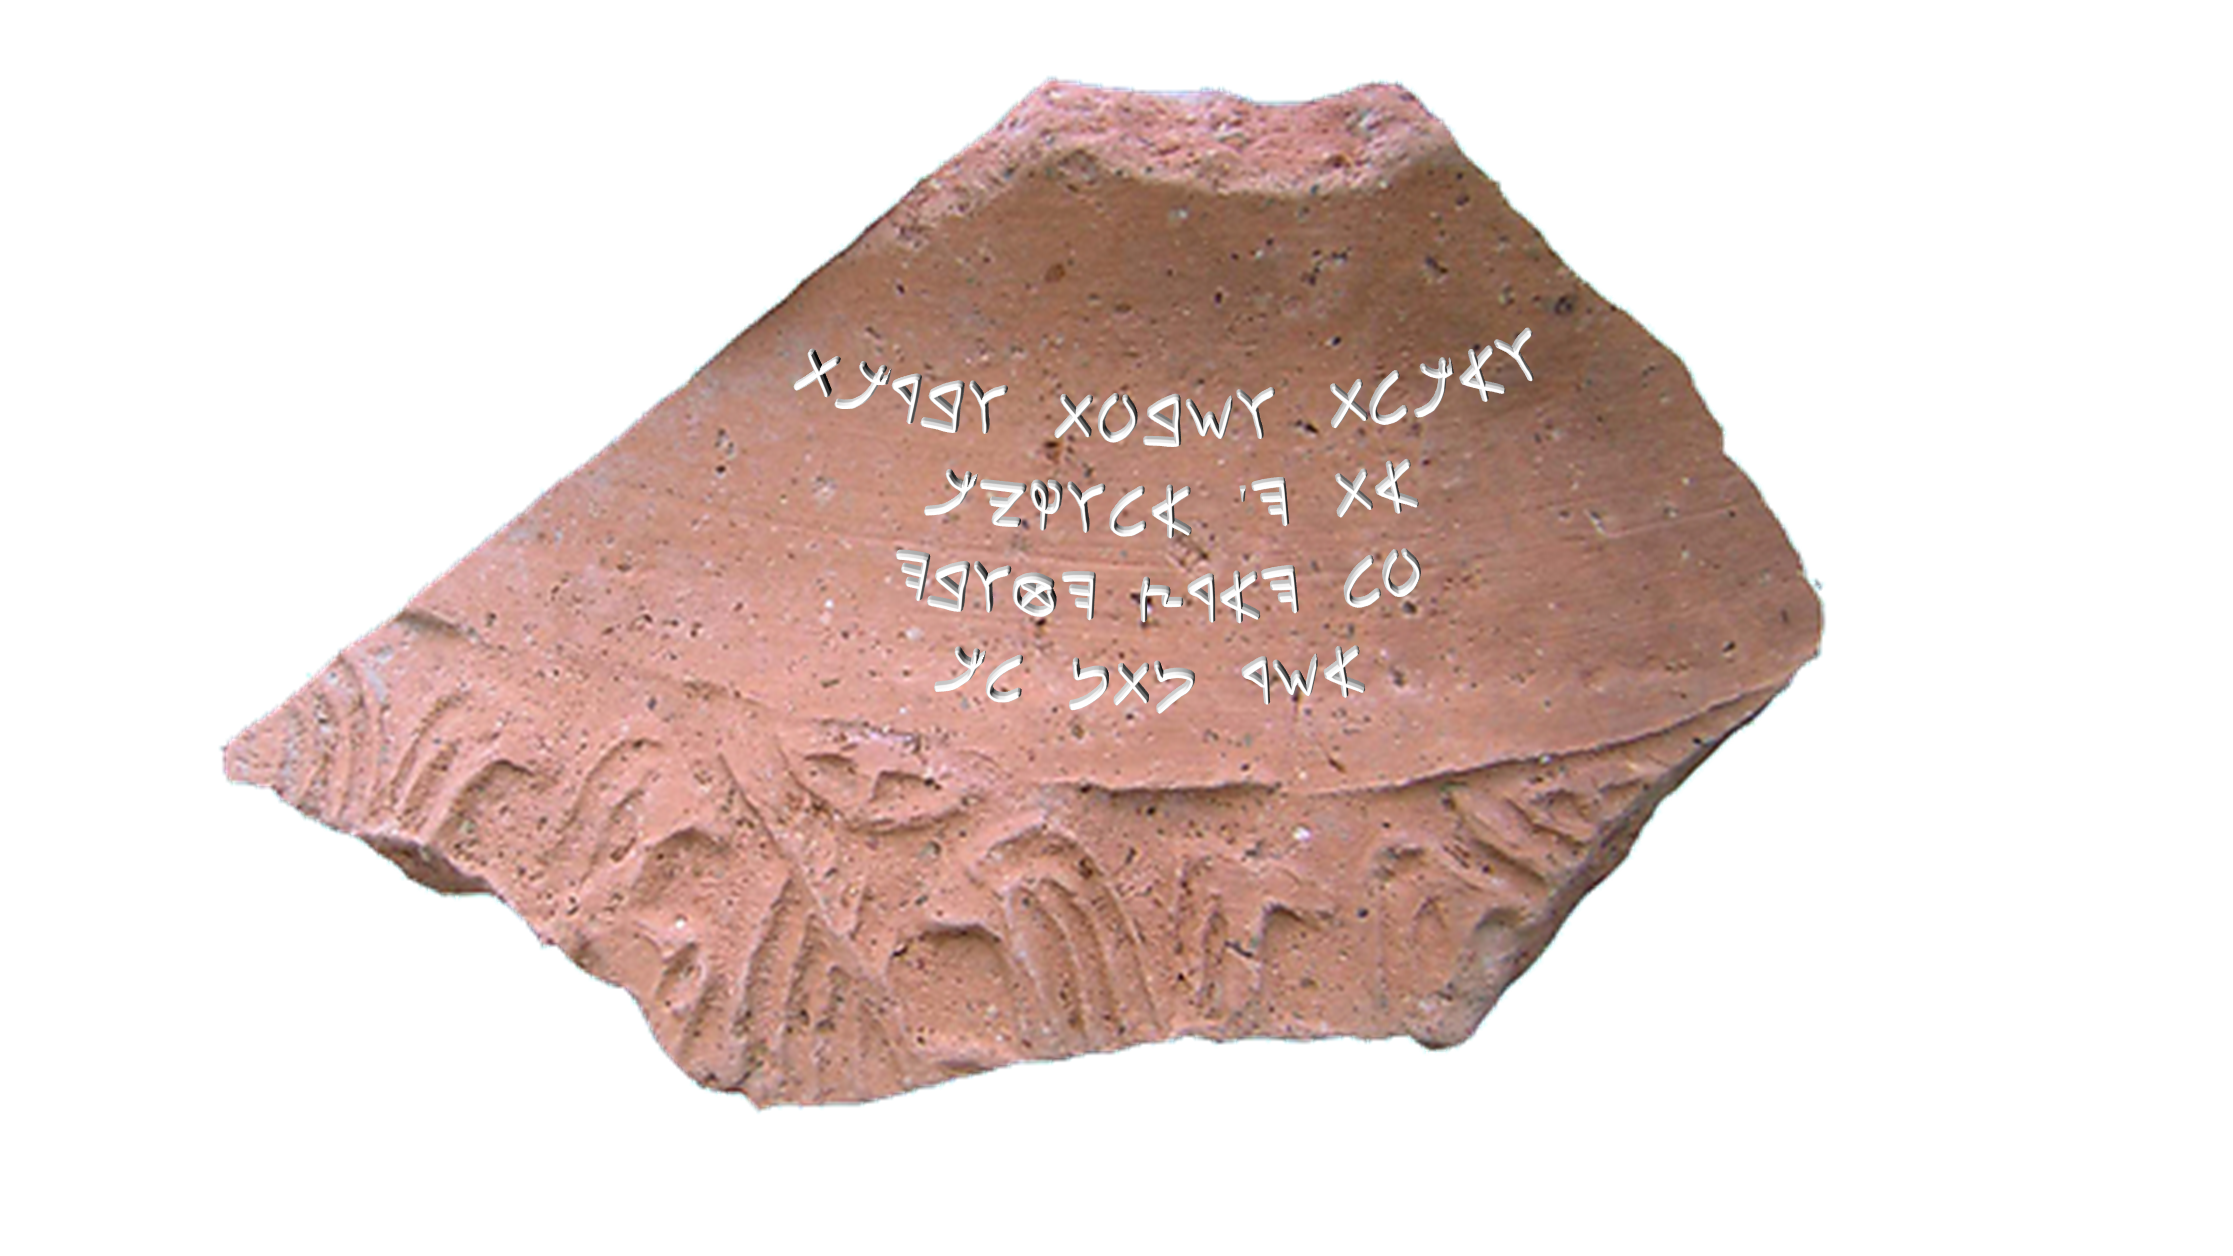 𐤅𐤀𐤊𐤋𐤕 𐤅𐤔𐤁𐤏𐤕 𐤅𐤁𐤓𐤊𐤕
𐤀𐤕 𐤄' 𐤀𐤋𐤅𐤒𐤉𐤊
𐤏𐤋 𐤄𐤀𐤓𐤑 𐤄𐤈𐤅𐤁𐤄
𐤀𐤔𐤓 𐤍𐤕𐤍 𐤋𐤊